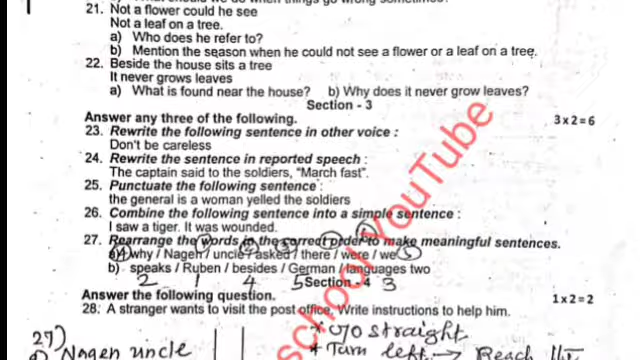 21. Not a flower could he see
Not a leaf on a tree.
a) Who does he refer to?
b) Mention the season when he could not see a flower or a leaf on a tree.
22. Beside the house sits a tree
It never grows leaves
a) What is found near the house? b) Why does it never grow leaves?
Section - 3
Answer any three of the following. 3 x 2 = 6
23. Rewrite the following sentence in other voice :
Don't be careless
24. Rewrite the sentence in reported speech :
The captain said to the soldiers, "March fast".
25. Punctuate the following sentence :
the general is a woman yelled the soldiers
26. Combine the following sentence into a simple sentence :
I saw a tiger. It was wounded.
27. Rearrange the words in the correct order to make meaningful sentences.
a) why / Nagen / uncle / asked / there / were / we
b) speaks / Ruben / besides / German / languages two
2 1 4 5 Section - 4 3
Answer the following question. 1 x 2 = 2
28. A stranger wants to visit the post office. Write instructions to help him.
27) * Go straight
Nagen uncle * Turn left → Reach the
school YouTube